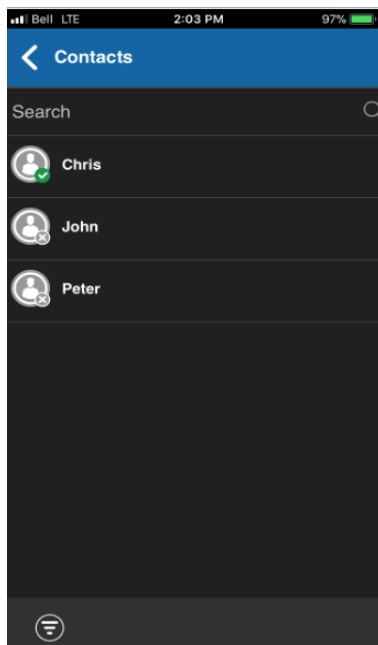 Bell LTE 2:03 PM 97%
Contacts
Search
Chris
John
Peter